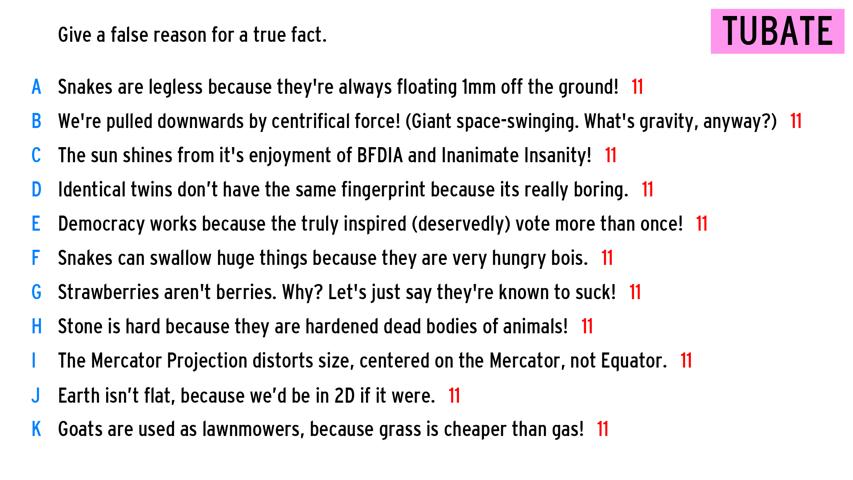 Give a false reason for a true fact.
TUBATE
A Snakes are legless because they're always floating 1mm off the ground! 11
B We're pulled downwards by centrifical force! (Giant space-swinging. What's gravity, anyway?) 11
C The sun shines from it's enjoyment of BFDIA and Inanimate Insanity! 11
D Identical twins don’t have the same fingerprint because its really boring. 11
E Democracy works because the truly inspired (deservedly) vote more than once! 11
F Snakes can swallow huge things because they are very hungry bois. 11
G Strawberries aren't berries. Why? Let's just say they're known to suck! 11
H Stone is hard because they are hardened dead bodies of animals! 11
I The Mercator Projection distorts size, centered on the Mercator, not Equator. 11
J Earth isn’t flat, because we’d be in 2D if it were. 11
K Goats are used as lawnmowers, because grass is cheaper than gas! 11